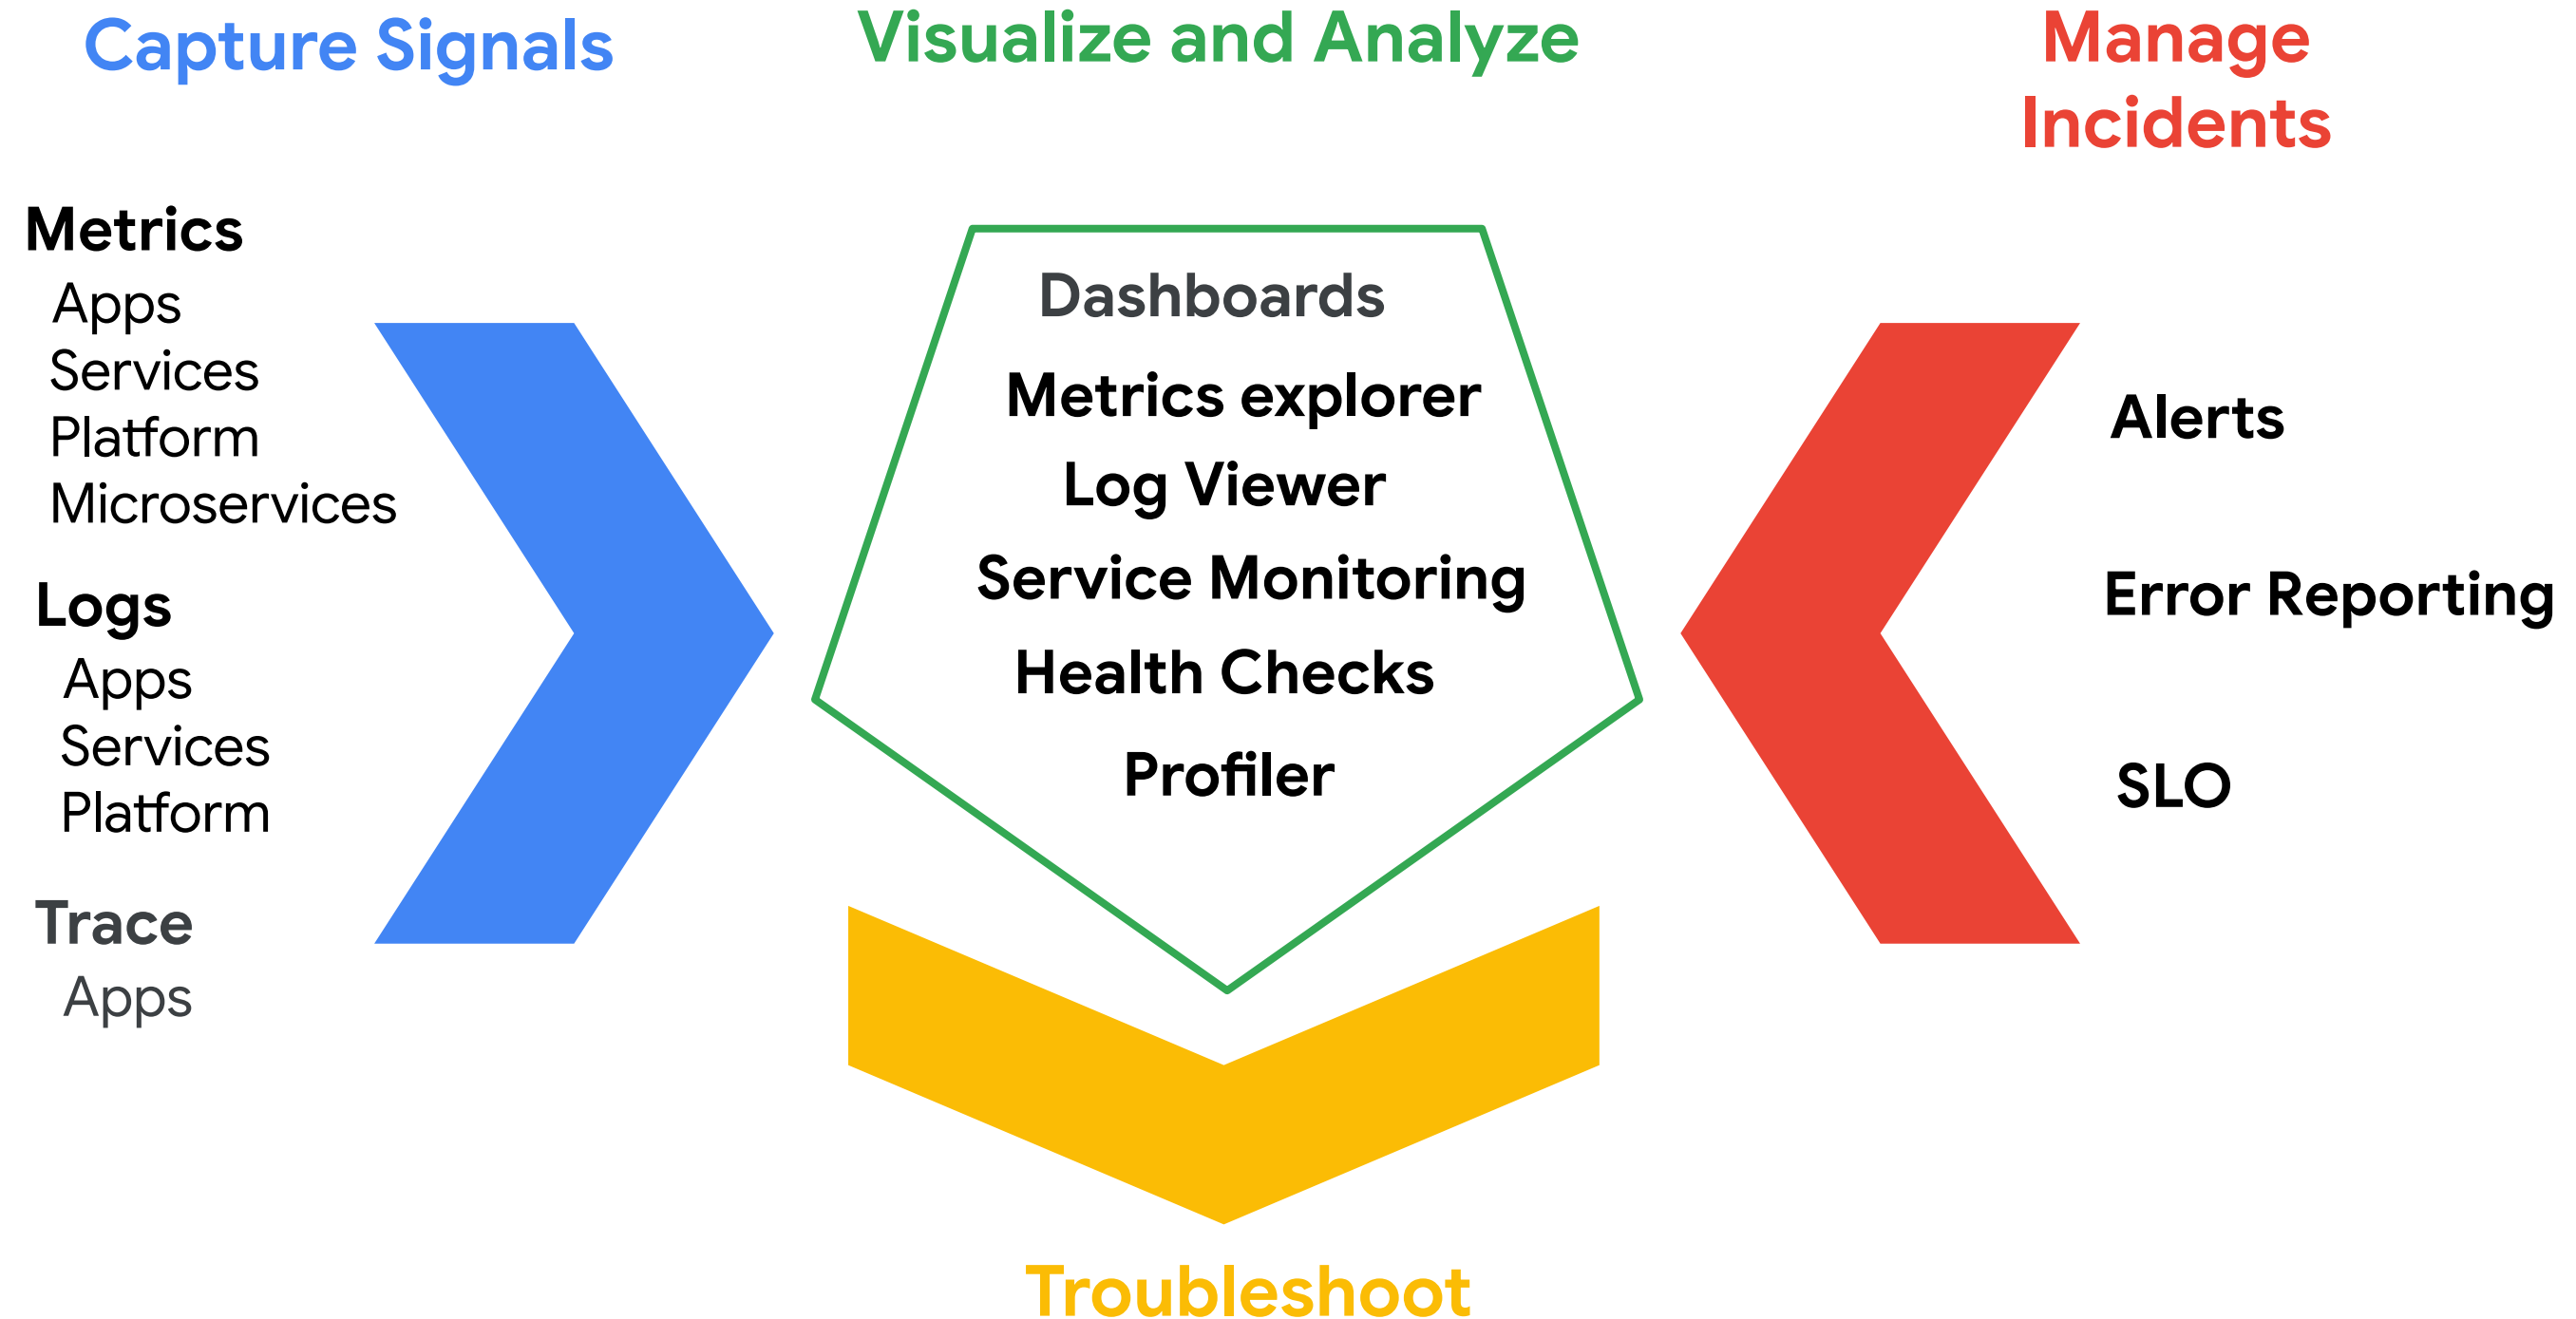 Capture Signals
Metrics
Apps
Services
Platform
Microservices
Logs
Apps
Services
Platform
Trace
Apps
Visualize and Analyze
Dashboards
Metrics explorer
Log Viewer
Service Monitoring
Health Checks
Profiler
Manage
Incidents
Alerts
Error Reporting
SLO
Troubleshoot